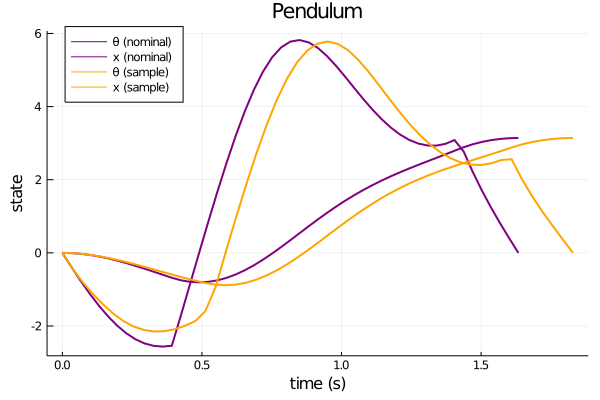 Pendulum
θ (nominal)
x (nominal)
θ (sample)
x (sample)
6
4
2
0
-2
state
0.0
0.5
1.0
1.5
time (s)